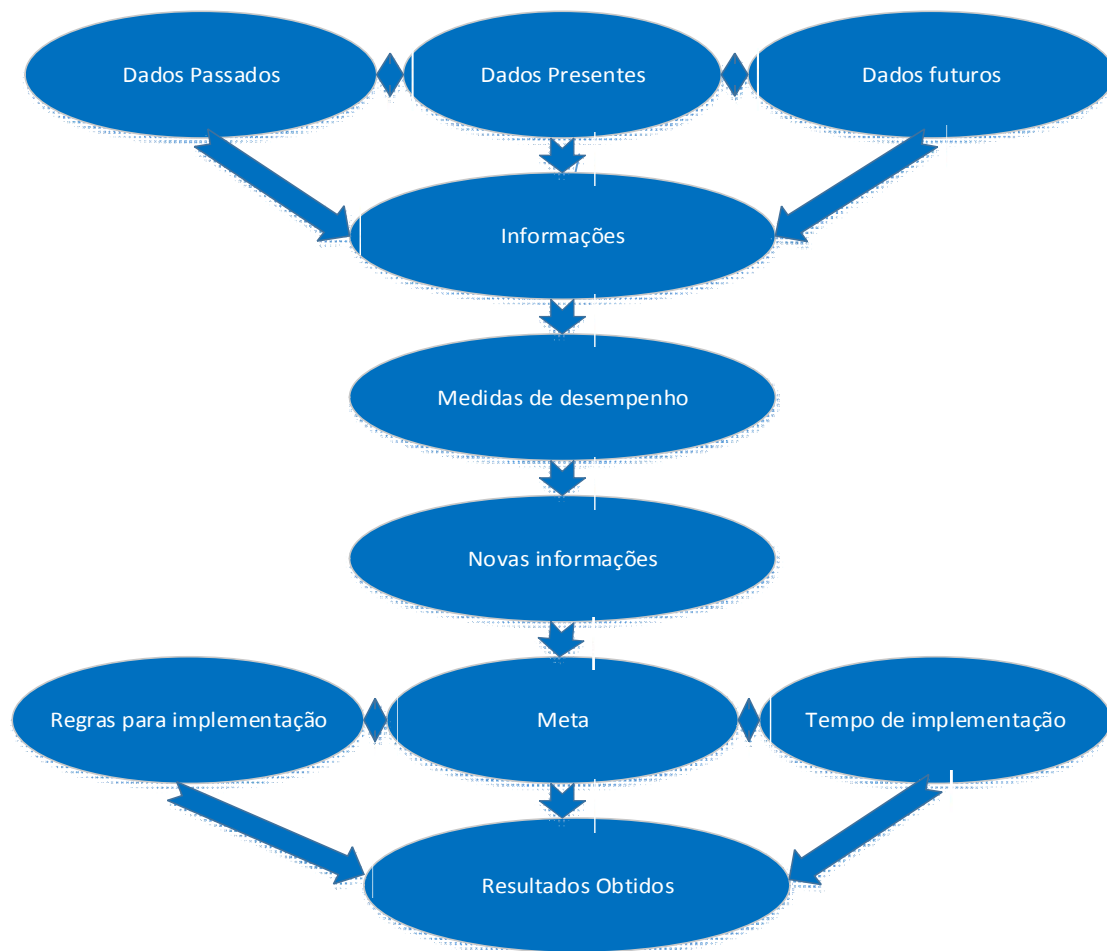 Dados Passados
Dados Presentes
Dados futuros
Informações
Medidas de desempenho
Novas informações
Regras para implementação
Meta
Tempo de implementação
Resultados Obtidos